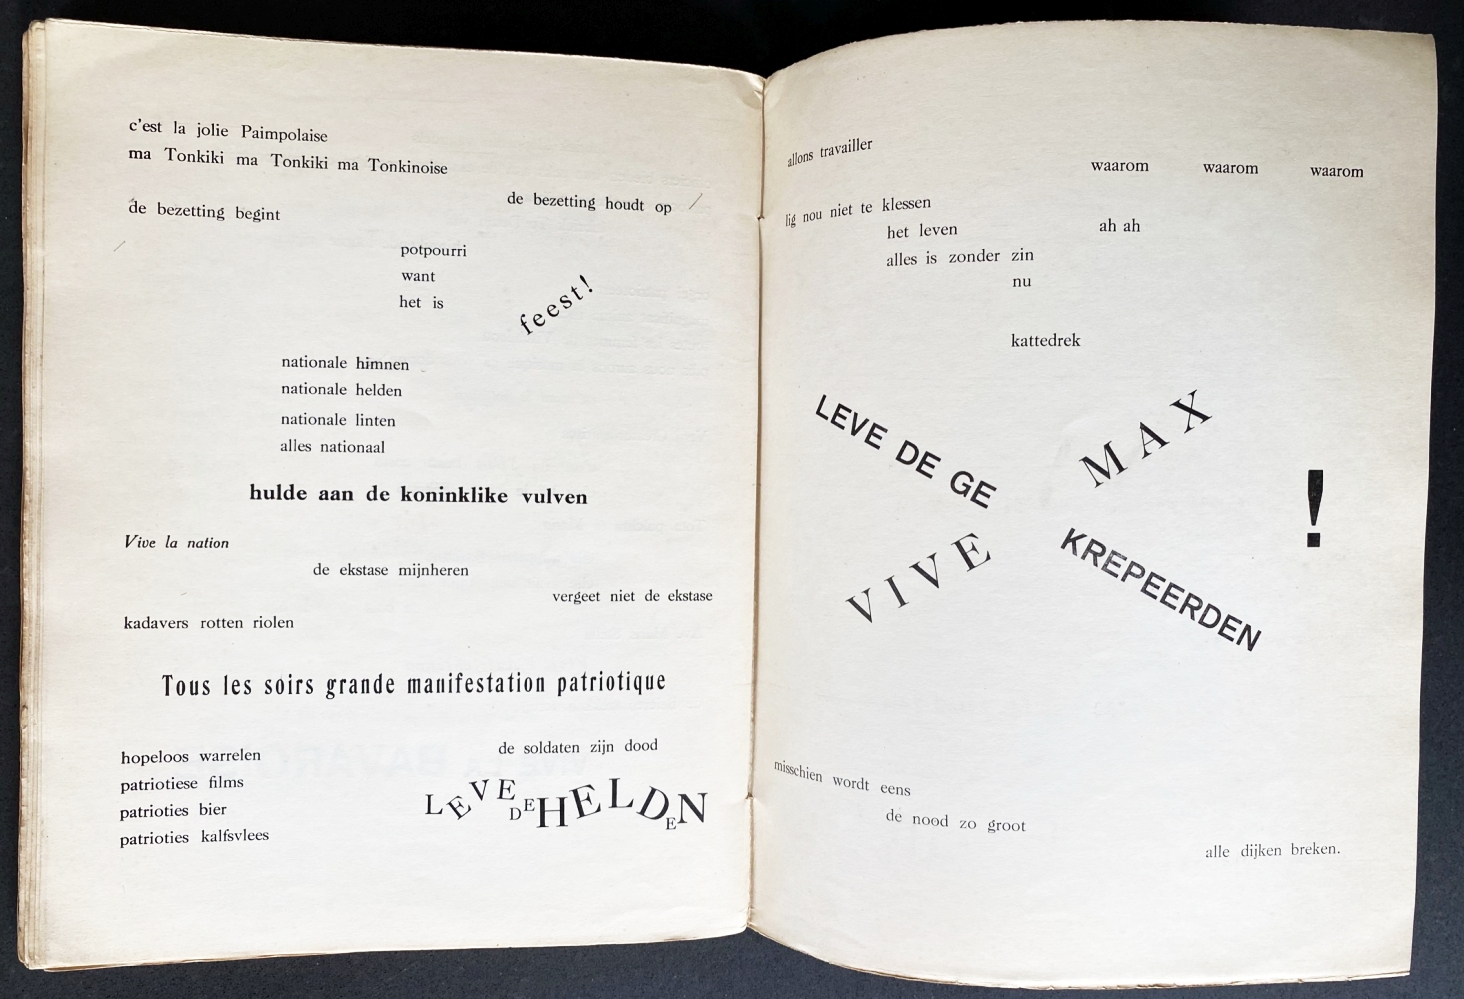 c'est la jolie Paimpolaise
ma Tonkiki ma Tonkiki ma Tonkinoise
de bezetting houdt op
de bezetting begint
potpourri
want
het is
feest!
nationale himnen
nationale helden
nationale linten
alles nationaal
hulde aan de koninklike vulven
Vive la nation
de ekstase mijnheren
vergeet niet de ekstase
kadavers rotten riolen
Tous les soirs grande manifestation patriotique
hopeloos warrelen
patriotiese films
patrioties bier
patrioties kalfsvlees
de soldaten zijn dood
LEVE DE HELDEN
allons travailler
waarom waarom waarom
lig nou niet te klessen
het leven
ah ah
alles is zonder zin
nu
kattedrek
LEVE DE GE KREPEERDEN
VIVE MAX
!
misschien wordt eens
de nood zo groot
alle dijken breken.